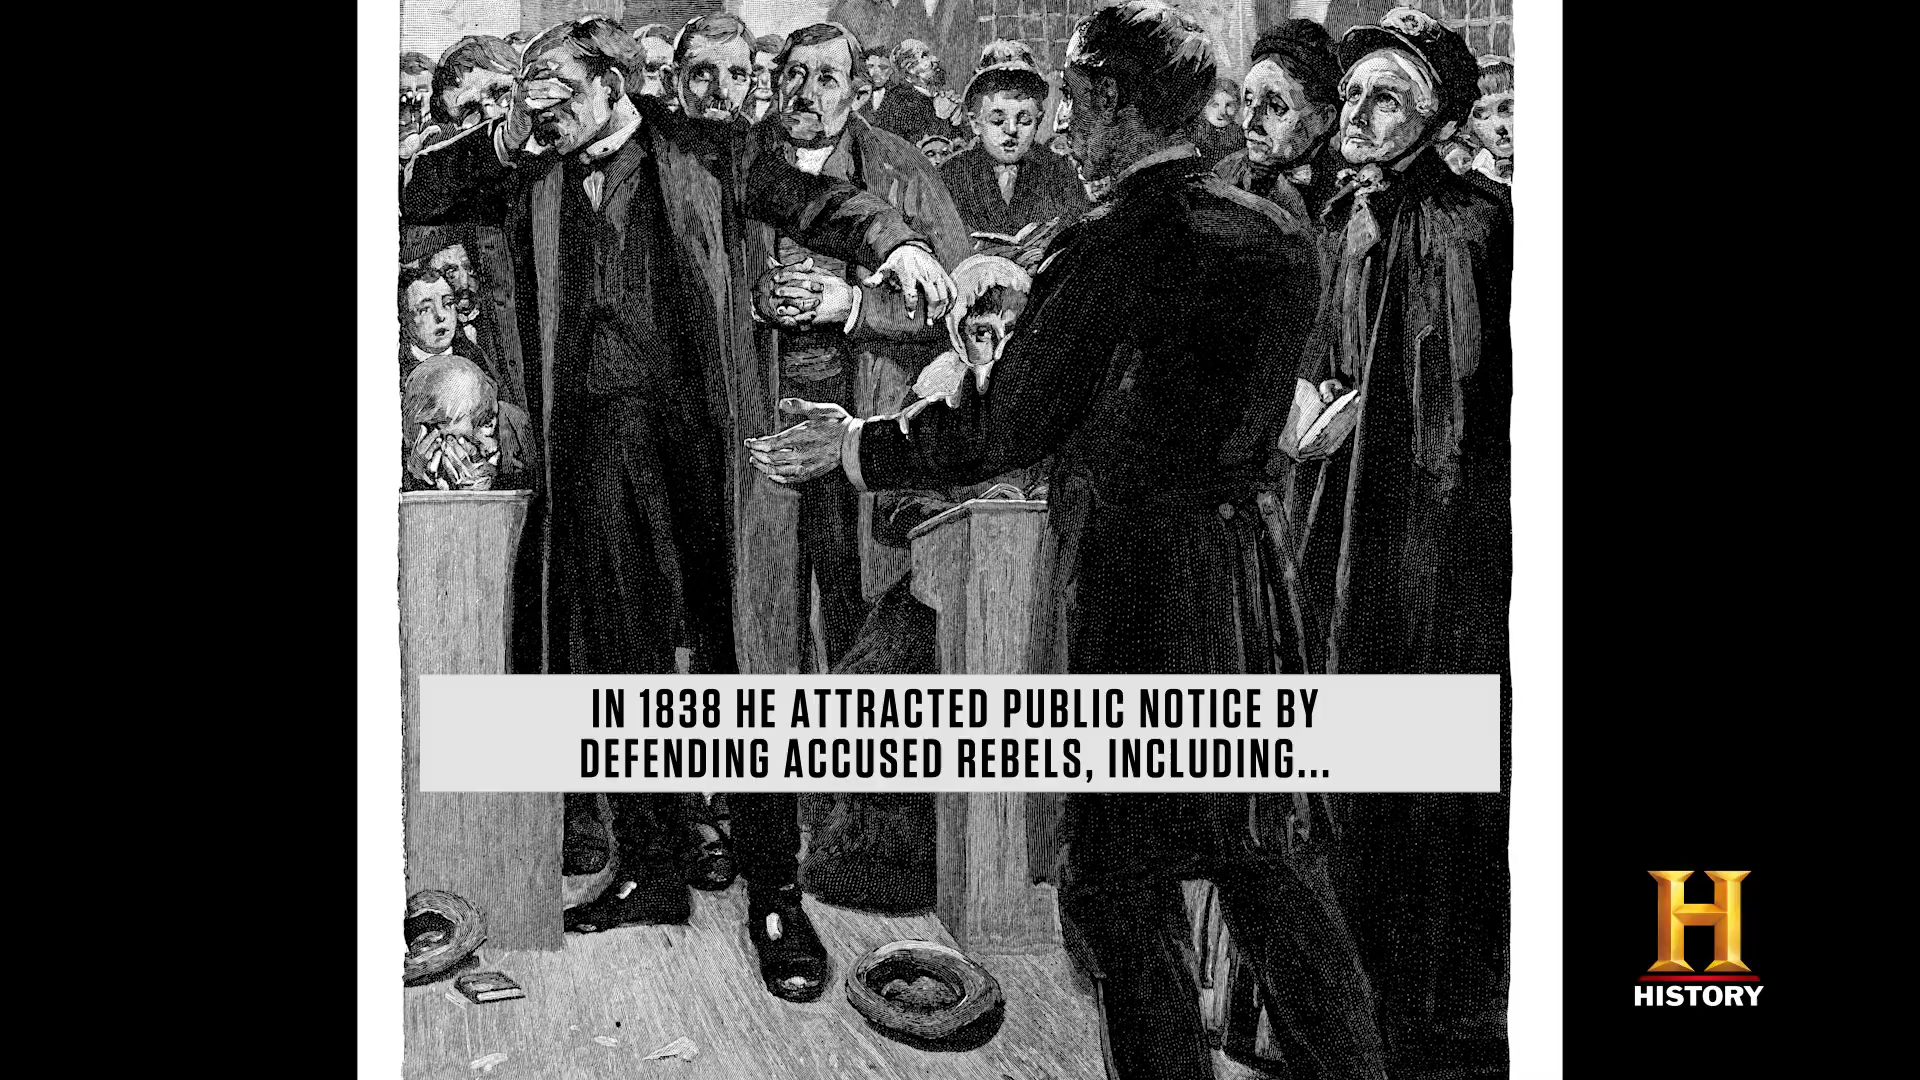 IN 1838 HE ATTRACTED PUBLIC NOTICE BY
DEFENDING ACCUSED REBELS, INCLUDING...
H
HISTORY